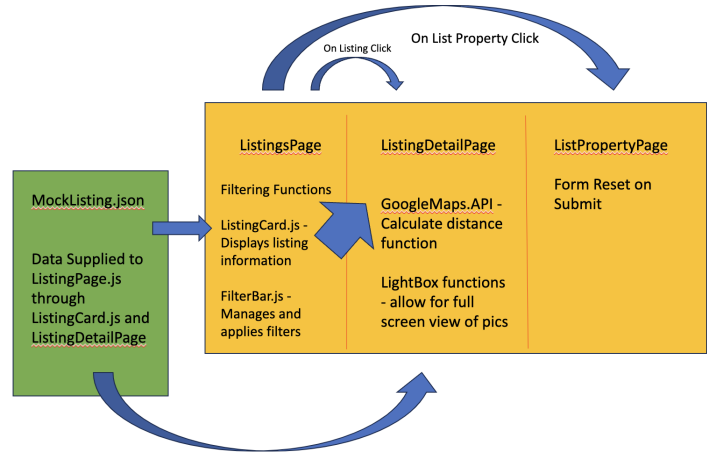 On List Property Click
On Listing Click
MockListing.json
Data Supplied to
ListingPage.js
through
ListingCard.js and
ListingDetailPage
ListingsPage
Filtering Functions
ListingCard.js -
Displays listing
information
FilterBar.js -
Manages and
applies filters
ListingDetailPage
GoogleMaps.API -
Calculate distance
function
LightBox functions
- allow for full
screen view of pics
ListPropertyPage
Form Reset on
Submit